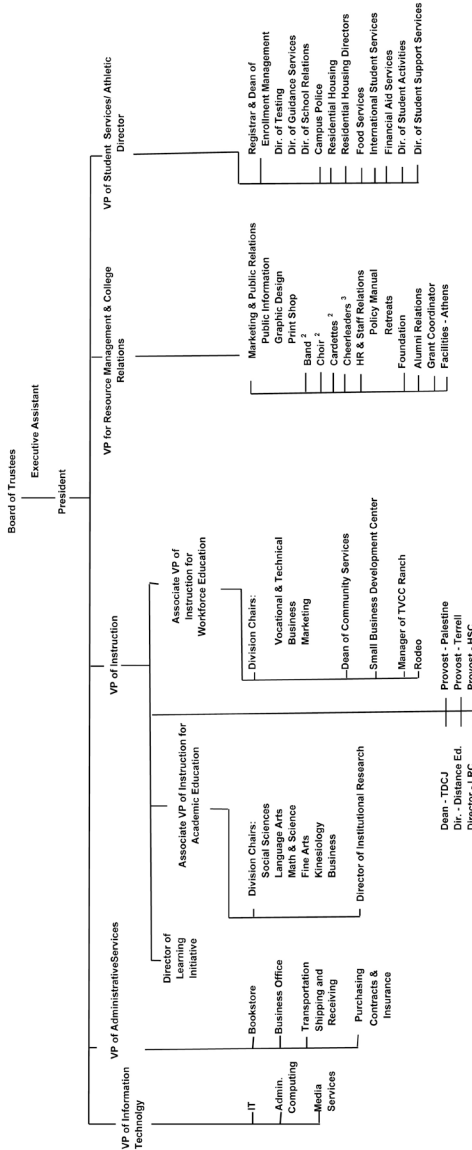 Board of Trustees
Executive Assistant
President
VP of Information
Technolgy
IT
Admin.
Computing
Media
Services
VP of AdministrativeServices
Bookstore
Business Office
Transportation
Shipping and
Receiving
Purchasing
Contracts &
Insurance
VP of Instruction
Director of
Learning
Initiative
Associate VP of Instruction for
Academic Education
Division Chairs:
Social Sciences
Language Arts
Math & Science
Fine Arts
Kinesiology
Business
Director of Institutional Research
Associate VP of
Instruction for
Workforce Education
Division Chairs:
Vocational & Technical
Business
Marketing
Dean of Community Services
Small Business Development Center
Manager of TVCC Ranch
Rodeo
Dean - TDCJ
Provost - Palestine
Dir. - Distance Ed.
Provost - Terrell
Director - LRC
Provost - HSC
VP for Resource Management & College
Relations
Marketing & Public Relations
Public Information
Graphic Design
Print Shop
Band 2
Choir 2
Cardettes 2
Cheerleaders 3
HR & Staff Relations
Policy Manual
Retreats
Foundation
Alumni Relations
Grant Coordinator
Facilities - Athens
VP of Student Services/ Athletic
Director
Registrar & Dean of
Enrollment Management
Dir. of Testing
Dir. of Guidance Services
Dir. of School Relations
Campus Police
Residential Housing
Residential Housing Directors
Food Services
International Student Services
Financial Aid Services
Dir. of Student Activities
Dir. of Student Support Services